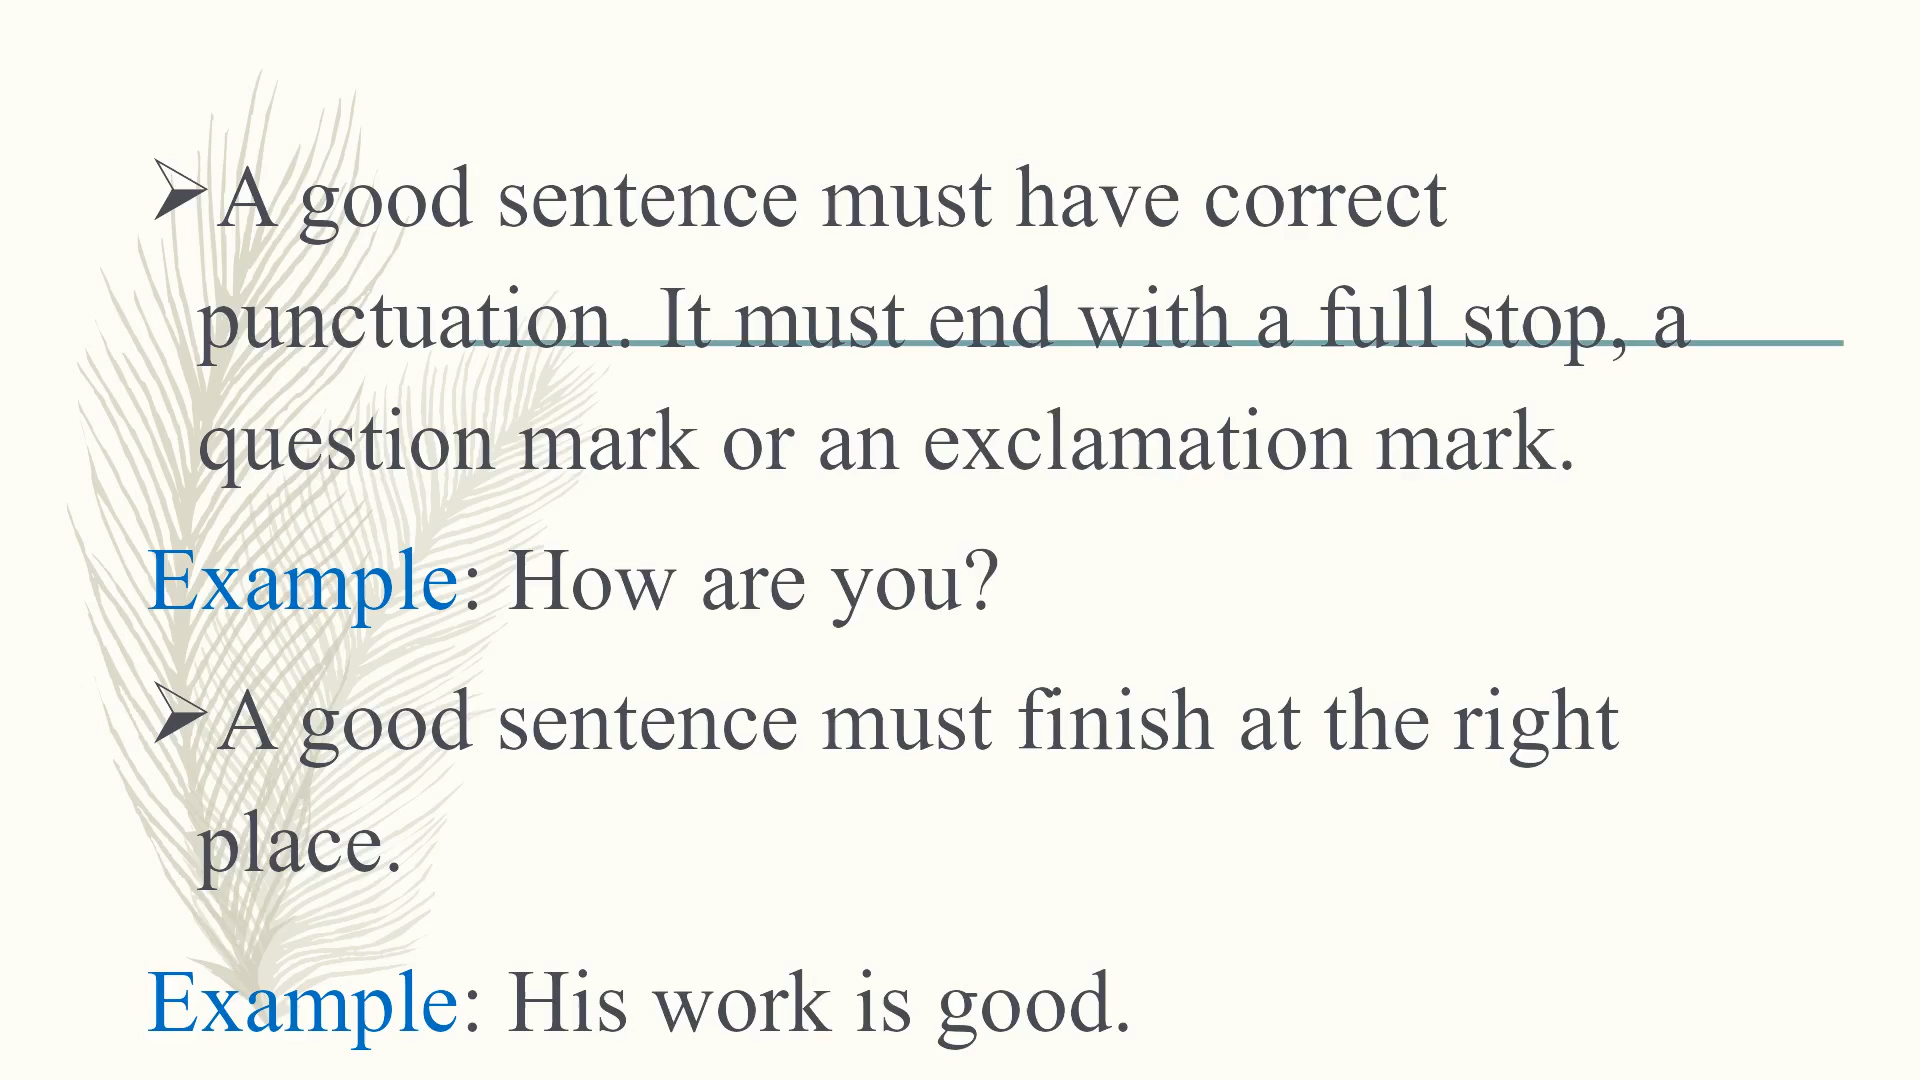 ➢A good sentence must have correct
punctuation. It must end with a full stop, a
question mark or an exclamation mark.
Example: How are you?
➢A good sentence must finish at the right
place.
Example: His work is good.